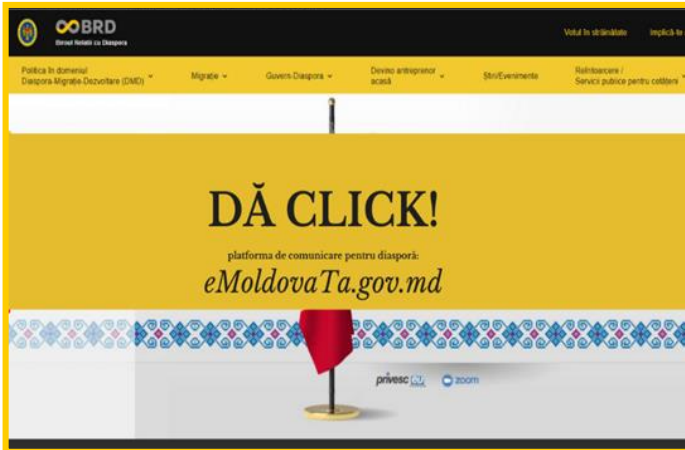 BRD
Biroul Relații cu Diaspora
Votul în străinătate
Implică-te
Politica în domeniul
Diaspora-Migrație-Dezvoltare (DMD)
Migrație
Guvern-Diaspora
Devino antreprenor
acasă
Știri/Evenimente
Reîntoarcere /
Servicii publice pentru cetățeni
DĂ CLICK!
platforma de comunicare pentru diasporă:
eMoldovaTa.gov.md
privesc eu
zoom